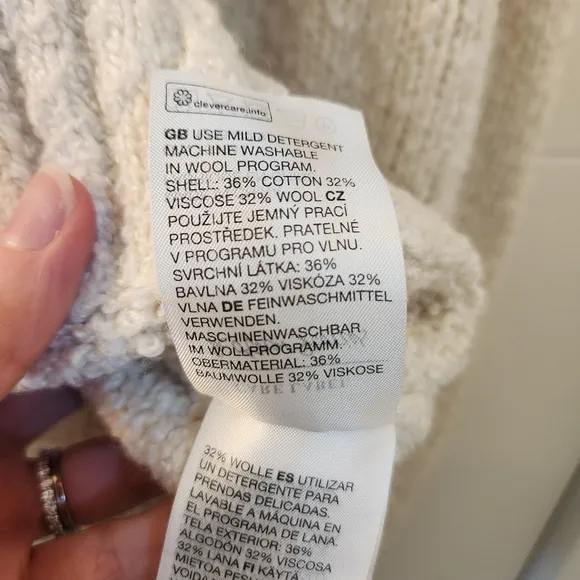 clevercare.info
GB USE MILD DETERGENT
MACHINE WASHABLE
IN WOOL PROGRAM.
SHELL: 36% COTTON 32%
VISCOSE 32% WOOL CZ
POUŽIJTE JEMNÝ PRACÍ
PROSTŘEDEK. PRATELNÉ
V PROGRAMU PRO VLNU.
SVRCHNÍ LÁTKA: 36%
BAVLNA 32% VISKÓZA 32%
VLNA DE FEINWASCHMITTEL
VERWENDEN.
MASCHINENWASCHBAR
IM WOLLPROGRAMM.
OBERMATERIAL: 36%
BAUMWOLLE 32% VISKOSE
32% WOLLE ES UTILIZAR
UN DETERGENTE PARA
PRENDAS DELICADAS.
LAVABLE A MÁQUINA EN
EL PROGRAMA DE LANA.
TELA EXTERIOR: 36%
ALGODÓN 32% VISCOSA
32% LANA FI KÄYTÄ
MIETOA